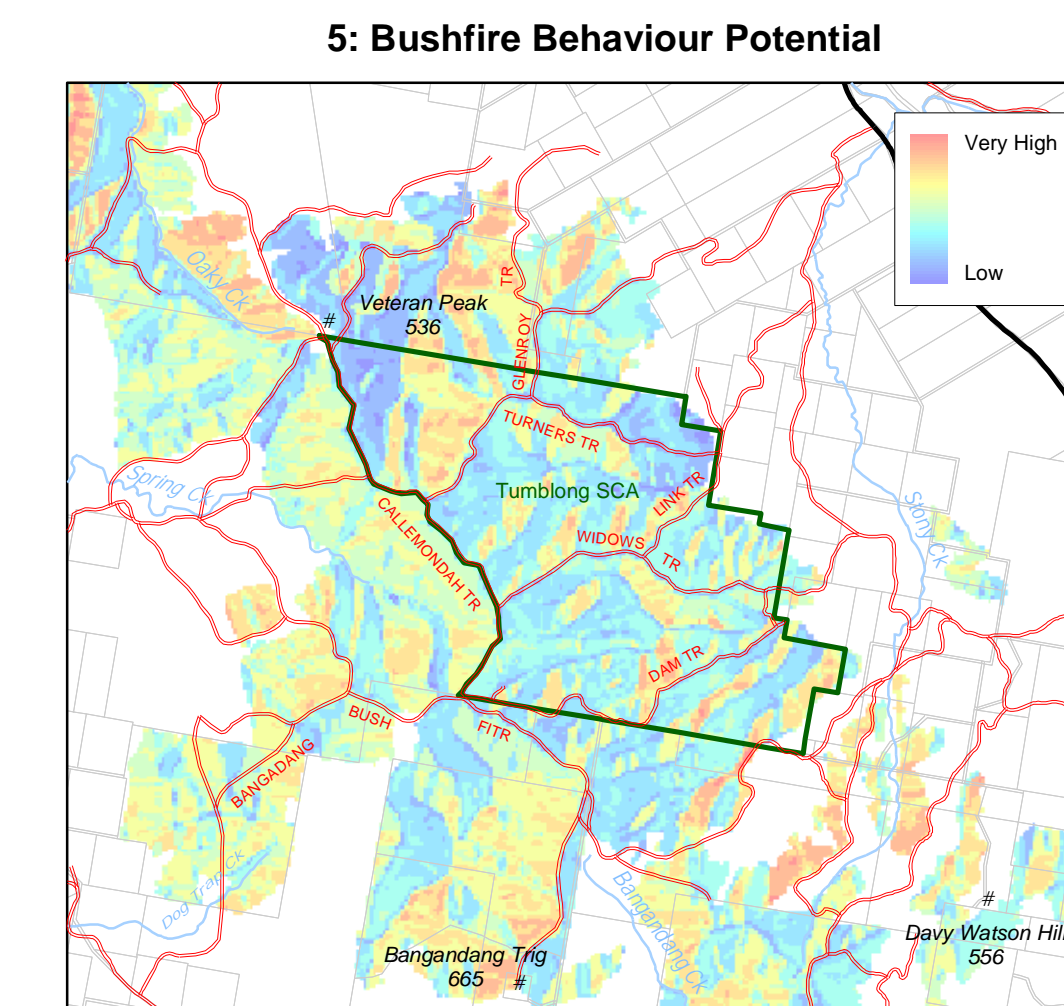 5: Bushfire Behaviour Potential
Very High
Low
Oaky Ck
Veteran Peak
536
#
GLENROY TR
TURNERS TR
Tumblong SCA
LINK TR
Spring Ck
CALLEMONDAH TR
WIDOWS TR
Stony Ck
DAM TR
BUSH
FITR
BANGADANG
Dog Trap Ck
Bangandang Ck
Bangandang Trig
665
#
#
Davy Watson Hill
556